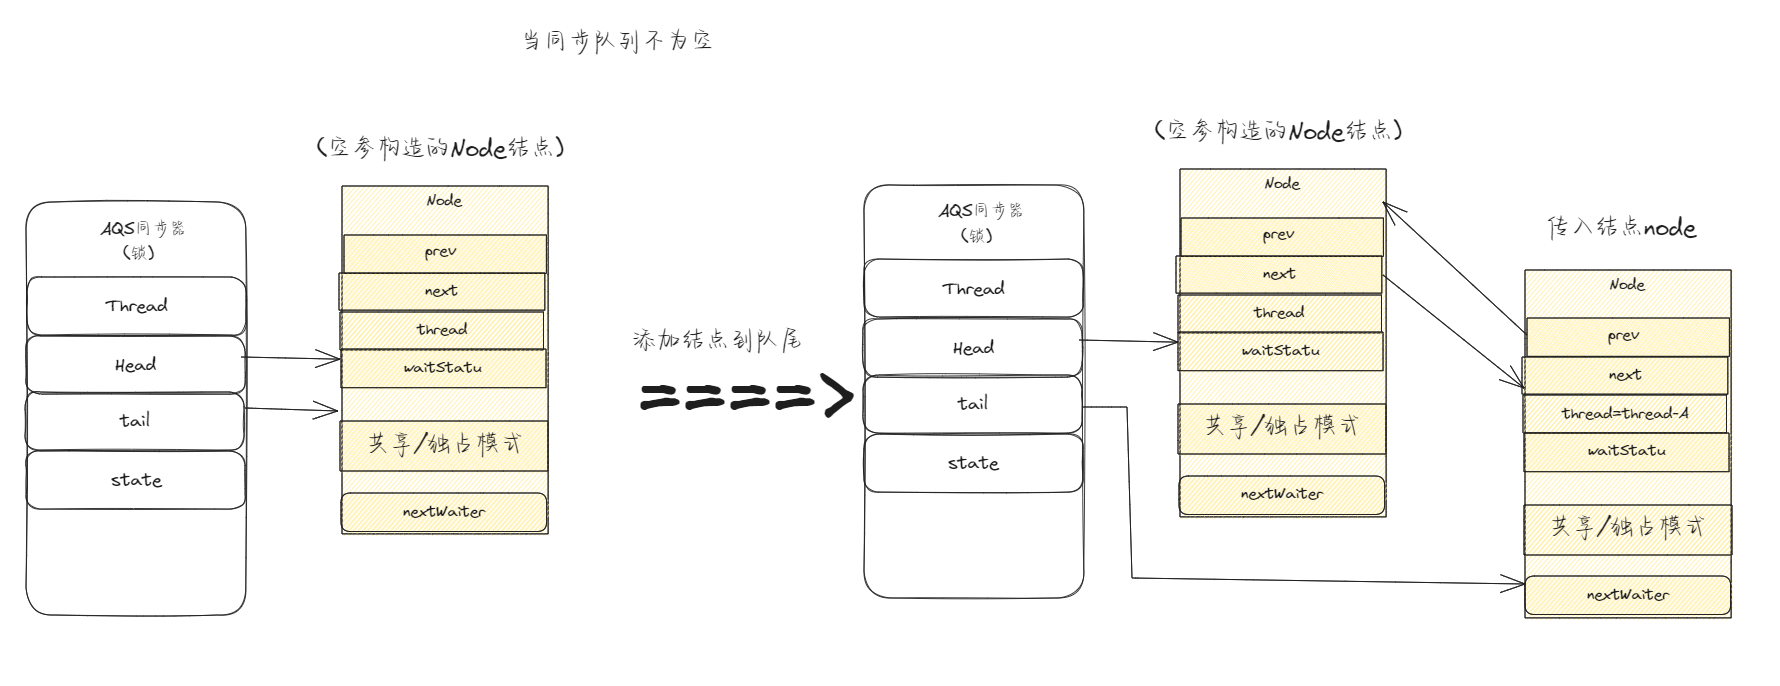 当同步队列不为空
(空参构造的Node结点)
Node
prev
next
thread
waitStatu
共享/独占模式
nextWaiter
AQS同步器
(锁)
Thread
Head
tail
state
添加结点到队尾
====>
AQS同步器
(锁)
Thread
Head
tail
state
(空参构造的Node结点)
Node
prev
next
thread
waitStatu
共享/独占模式
nextWaiter
传入结点node
Node
prev
next
thread=thread-A
waitStatu
共享/独占模式
nextWaiter